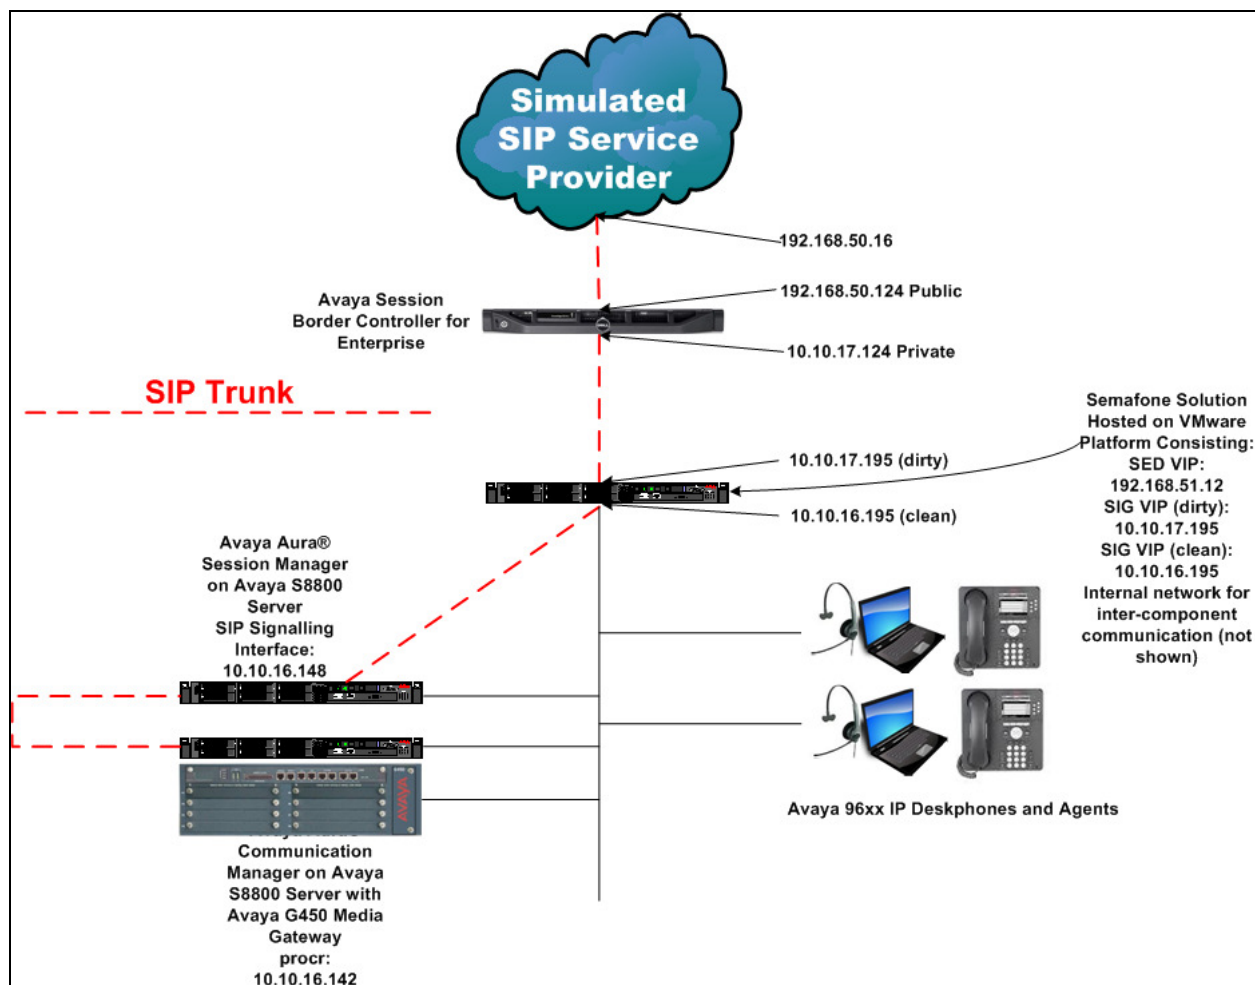 Simulated
SIP Service
Provider
192.168.50.16
192.168.50.124 Public
Avaya Session
Border Controller for
Enterprise
10.10.17.124 Private
SIP Trunk
Semafone Solution
Hosted on VMware
Platform Consisting:
SED VIP:
192.168.51.12
SIG VIP (dirty):
10.10.17.195
SIG VIP (clean):
10.10.16.195
Internal network for
inter-component
communication (not
shown)
10.10.17.195 (dirty)
10.10.16.195 (clean)
Avaya Aura®
Session Manager
on Avaya S8800
Server
SIP Signalling
Interface:
10.10.16.148
AVAYA
Communication
Manager on Avaya
S8800 Server with
Avaya G450 Media
Gateway
procr:
10.10.16.142
Avaya 96xx IP Deskphones and Agents